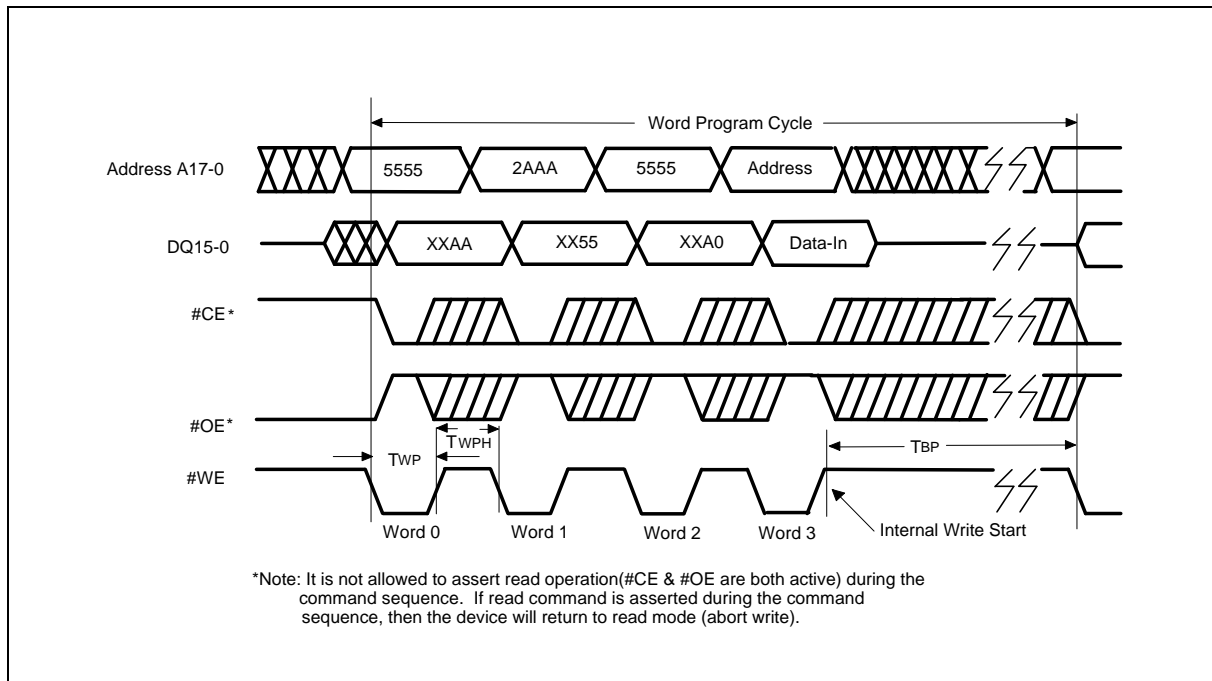 Word Program Cycle
Address A17-0
5555
2AAA
5555
Address
DQ15-0
XXAA
XX55
XXA0
Data-In
#CE*
#OE*
TWPH
TWP
TBP
#WE
Word 0
Word 1
Word 2
Word 3
Internal Write Start
*Note: It is not allowed to assert read operation(#CE & #OE are both active) during the
command sequence. If read command is asserted during the command
sequence, then the device will return to read mode (abort write).